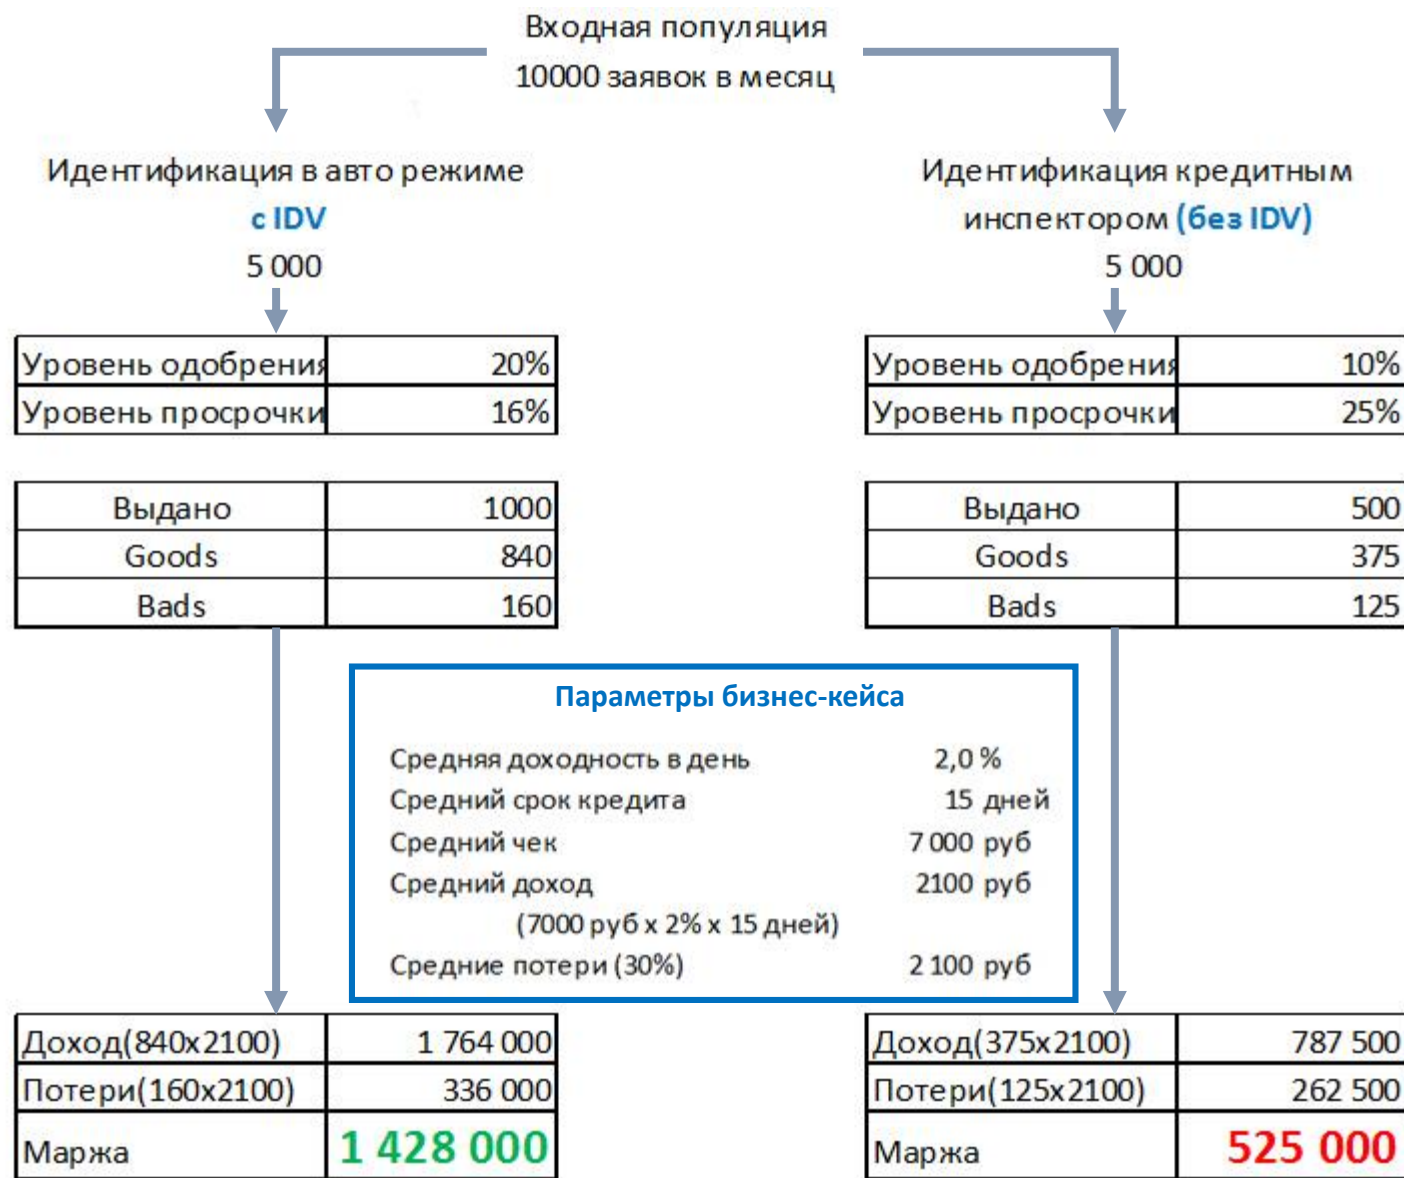 Входная популяция
10000 заявок в месяц
Идентификация в авто режиме
с IDV
5 000
Идентификация кредитным
инспектором (без IDV)
5 000
Уровень одобрения 20%
Уровень просрочки 16%
Уровень одобрения 10%
Уровень просрочки 25%
Выдано 1000
Goods 840
Bads 160
Выдано 500
Goods 375
Bads 125
Параметры бизнес-кейса
Средняя доходность в день 2,0 %
Средний срок кредита 15 дней
Средний чек 7 000 руб
Средний доход 2100 руб
(7000 руб х 2% х 15 дней)
Средние потери (30%) 2 100 руб
Доход(840х2100) 1 764 000
Потери(160х2100) 336 000
Маржа 1 428 000
Доход(375х2100) 787 500
Потери(125х2100) 262 500
Маржа 525 000